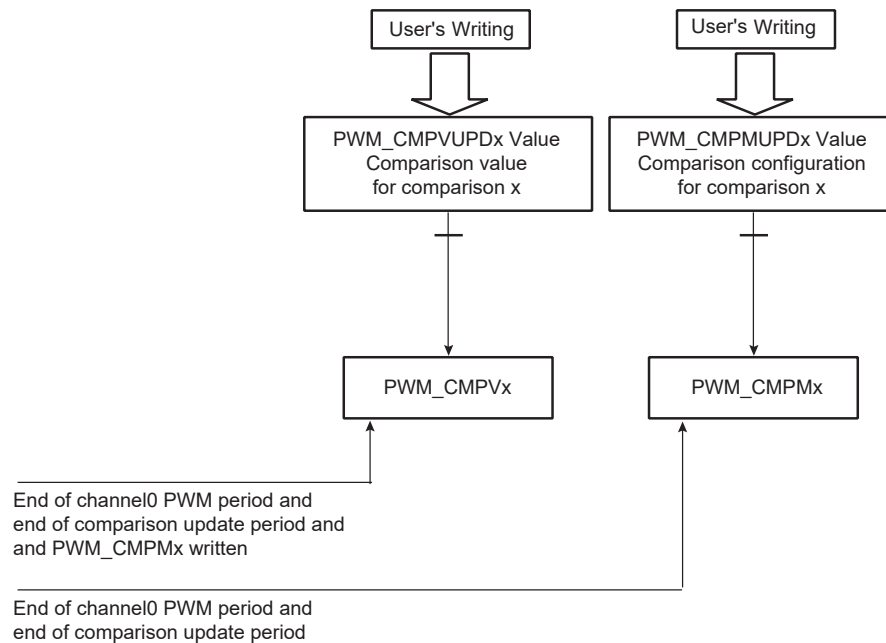 User's Writing
User's Writing
PWM_CMPVUPDx Value
Comparison value
for comparison x
PWM_CMPMUPDx Value
Comparison configuration
for comparison x
PWM_CMPVx
PWM_CMPMx
End of channel0 PWM period and
end of comparison update period and
and PWM_CMPMx written
End of channel0 PWM period and
end of comparison update period